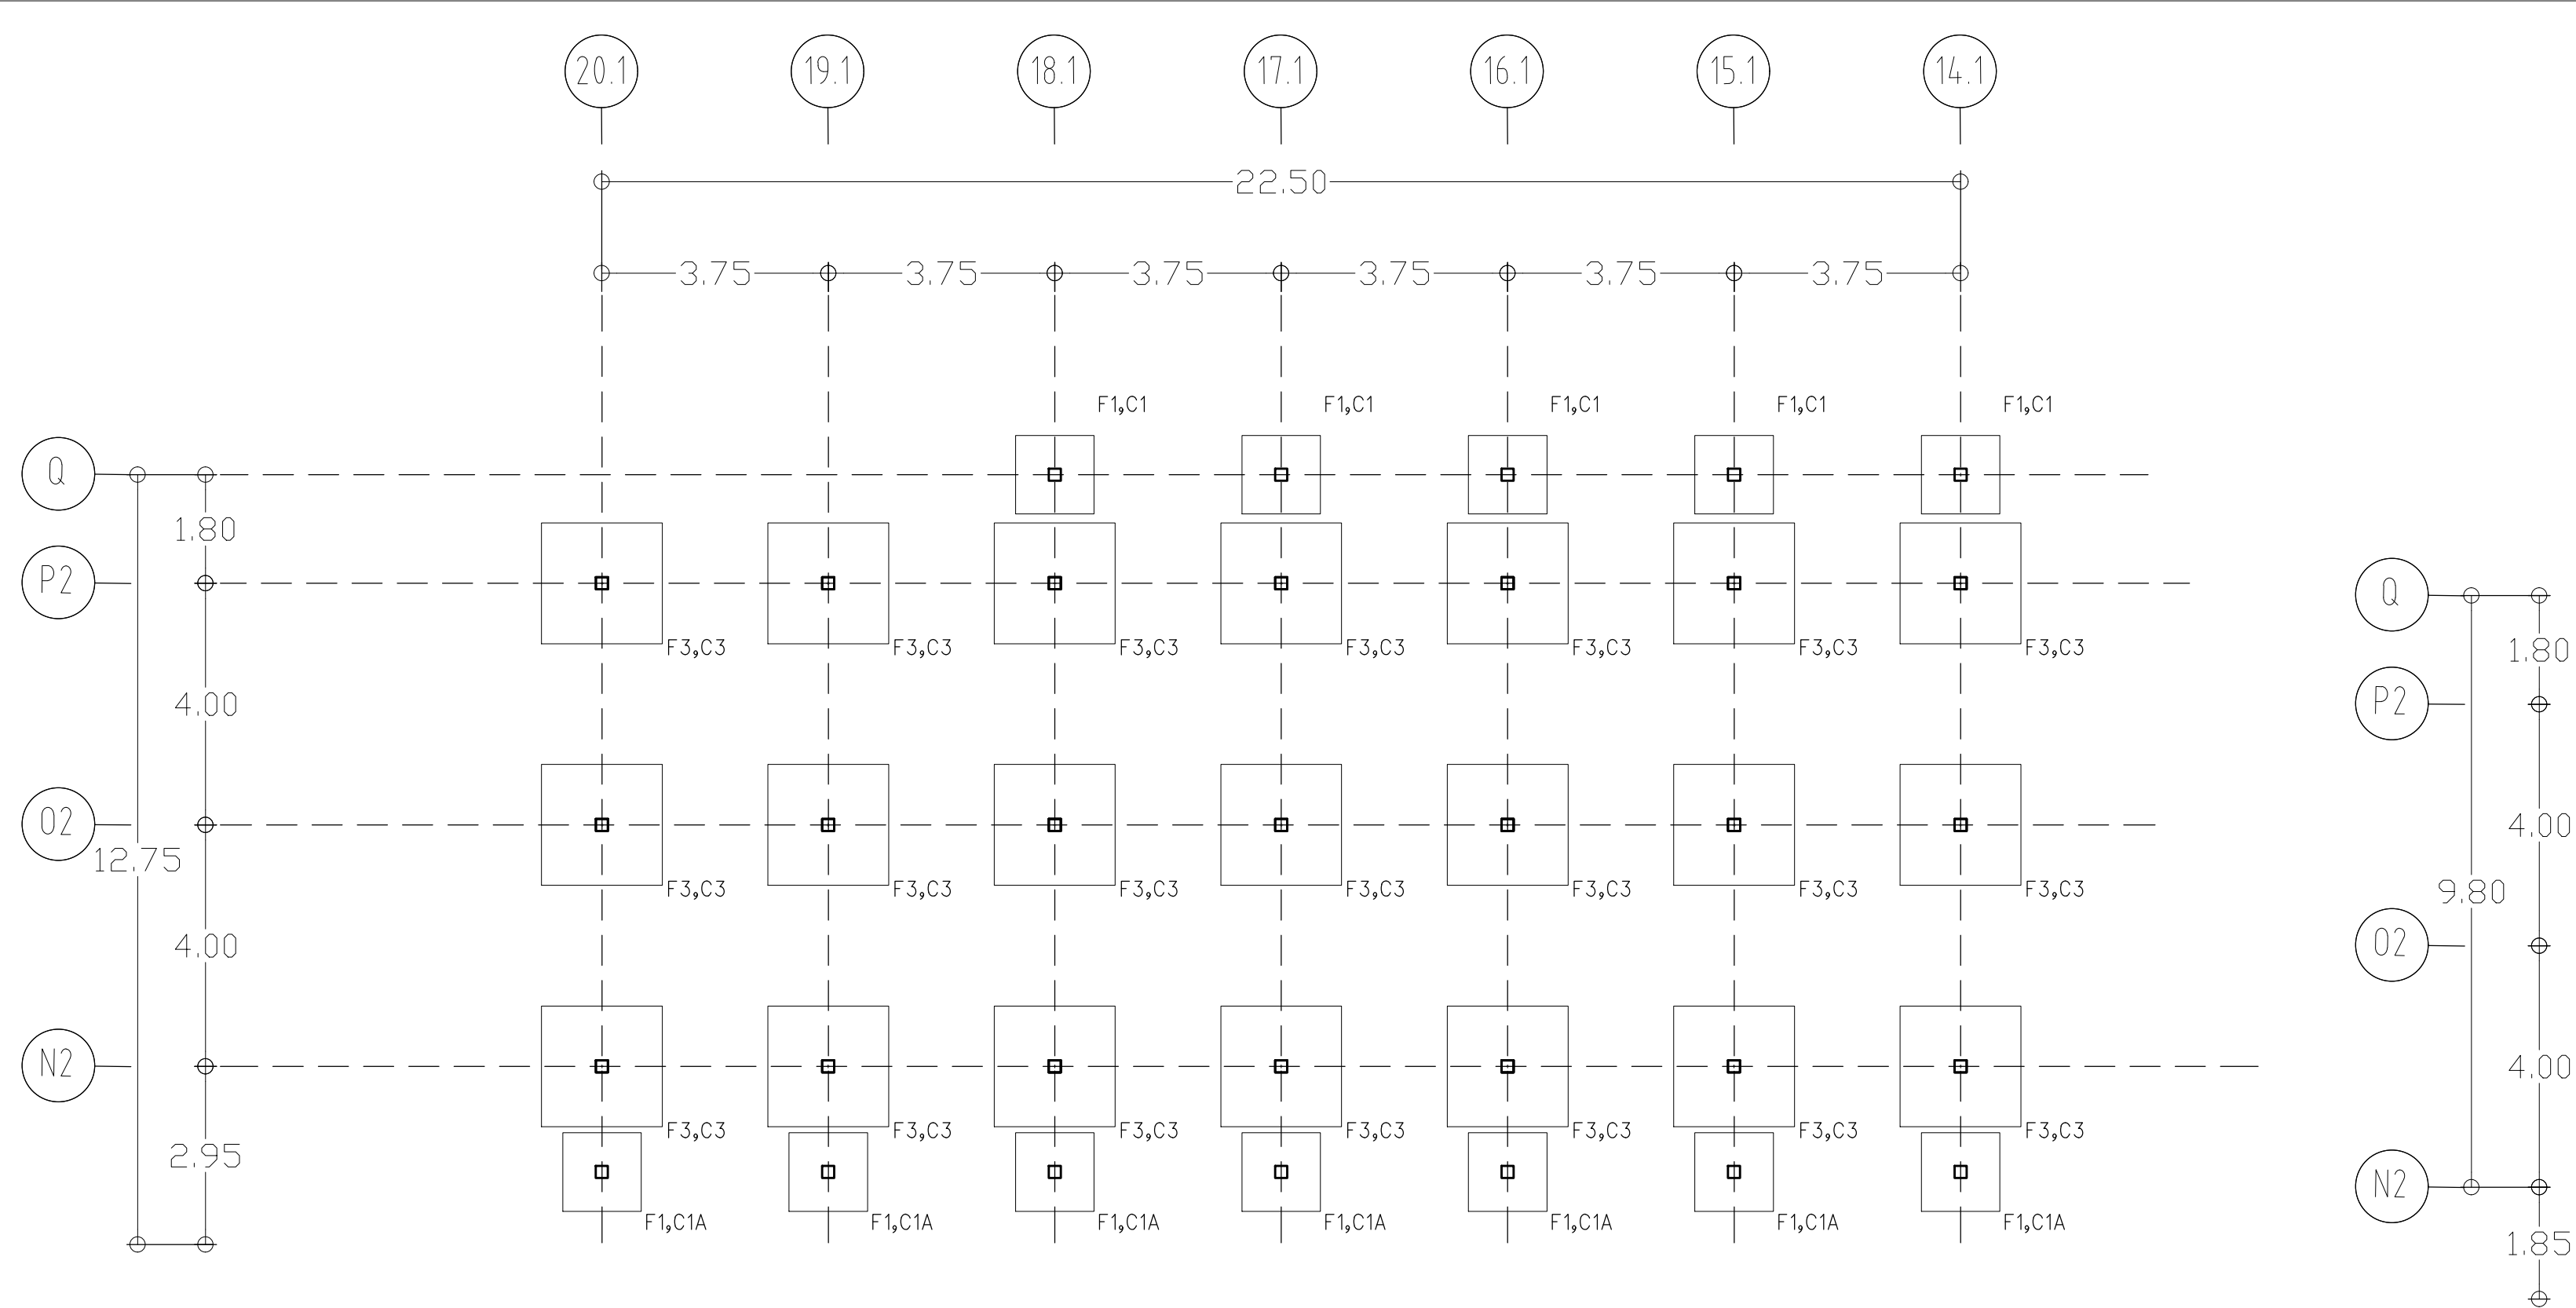 20.1 19.1 18.1 17.1 16.1 15.1 14.1
22.50
3.75 3.75 3.75 3.75 3.75 3.75
F1,C1 F1,C1 F1,C1 F1,C1 F1,C1
Q
1.80
P2
Q
F3,C3 F3,C3 F3,C3 F3,C3 F3,C3 F3,C3 F3,C3
1.80
4.00
P2
O2
4.00
12.75
F3,C3 F3,C3 F3,C3 F3,C3 F3,C3 F3,C3 F3,C3
9.80
4.00
O2
N2
4.00
F3,C3 F3,C3 F3,C3 F3,C3 F3,C3 F3,C3 F3,C3
2.95
N2
F1,C1A F1,C1A F1,C1A F1,C1A F1,C1A F1,C1A F1,C1A
1.85